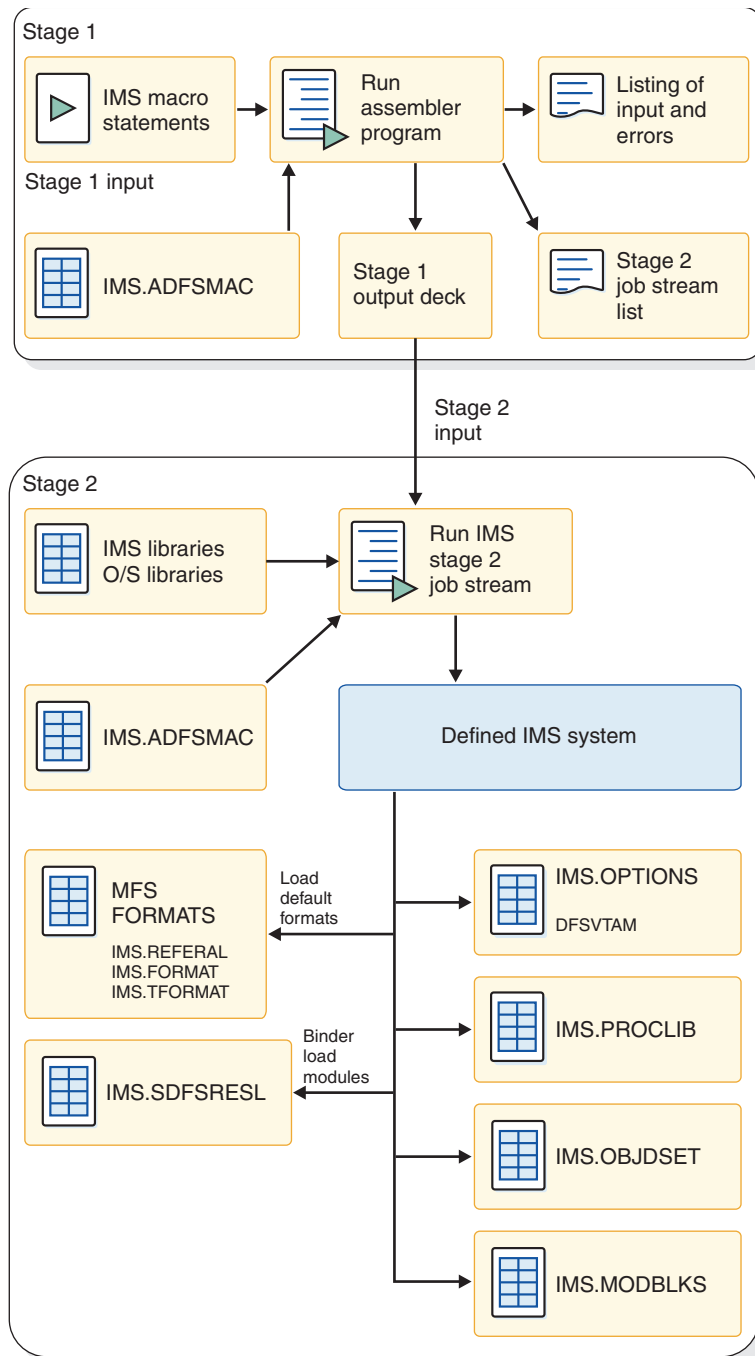 Stage 1
IMS macro
statements
Run
assembler
program
Listing of
input and
errors
Stage 1 input
IMS.ADFSMAC
Stage 1
output deck
Stage 2
job stream
list
Stage 2
input
Stage 2
IMS libraries
O/S libraries
Run IMS
stage 2
job stream
IMS.ADFSMAC
Defined IMS system
MFS
FORMATS
IMS.REFERAL
IMS.FORMAT
IMS.TFORMAT
Load
default
formats
IMS.OPTIONS
DFSVTAM
IMS.PROCLIB
Binder
load
modules
IMS.SDFSRESL
IMS.OBJDSET
IMS.MODBLKS